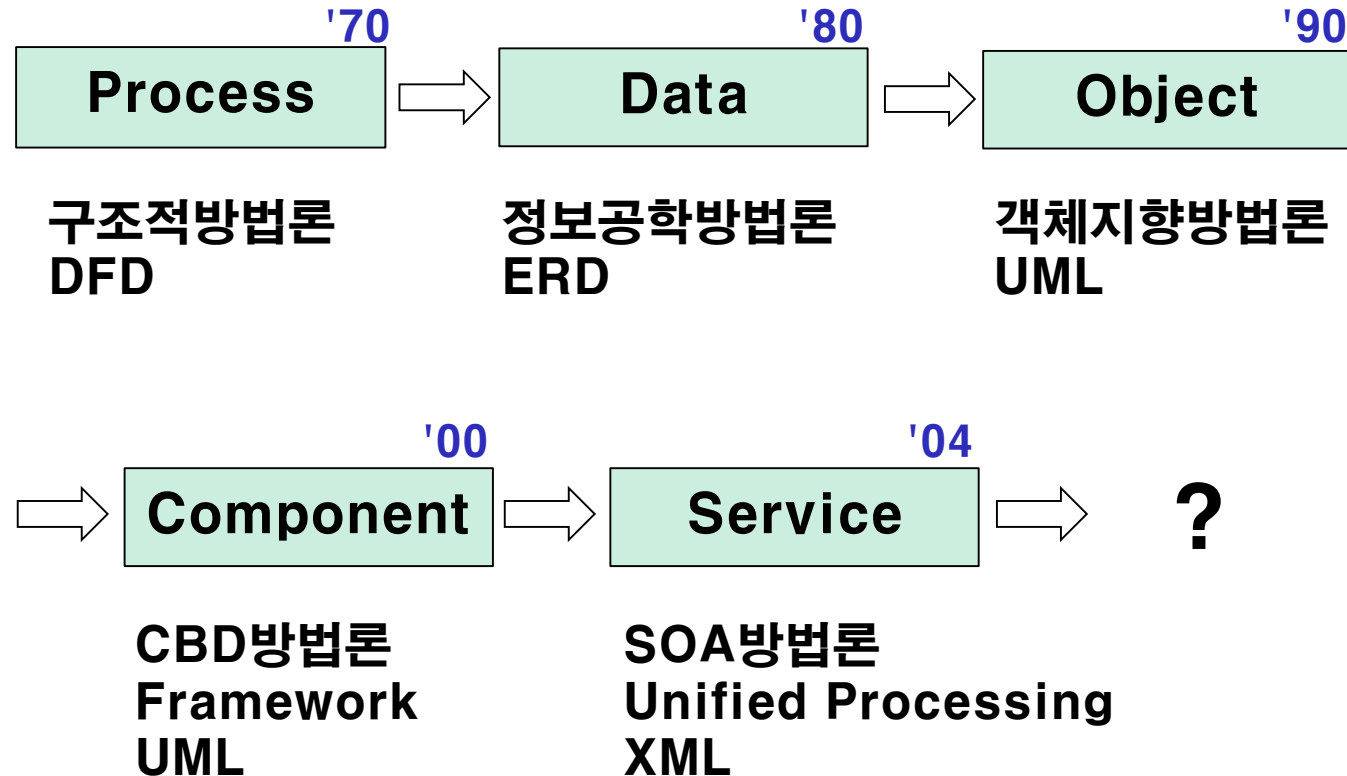 '70
Process
구조적방법론
DFD
'80
Data
정보공학방법론
ERD
'90
Object
객체지향방법론
UML
'00
Component
CBD방법론
Framework
UML
'04
Service
SOA방법론
Unified Processing
XML
?